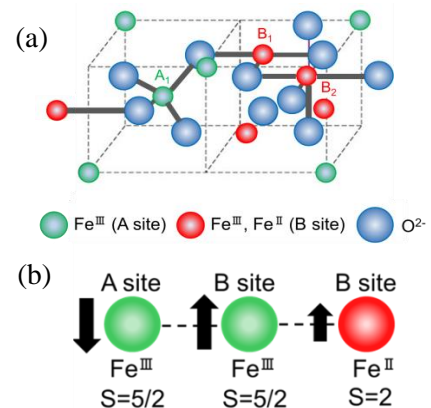 (a)
A₁
B₁
B₂
Feᴵᴵᴵ (A site) Feᴵᴵᴵ, Feᴵᴵ (B site) O²⁻
(b)
A site B site B site
Feᴵᴵᴵ Feᴵᴵᴵ Feᴵᴵ
S=5/2 S=5/2 S=2